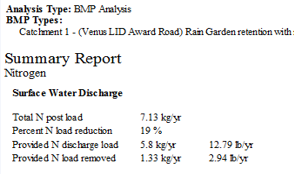 Analysis Type: BMP Analysis
BMP Types:
Catchment 1 - (Venus LID Award Road) Rain Garden retention with
Summary Report
Nitrogen
Surface Water Discharge
Total N post load 7.13 kg/yr
Percent N load reduction 19 %
Provided N discharge load 5.8 kg/yr 12.79 lb/yr
Provided N load removed 1.33 kg/yr 2.94 lb/yr